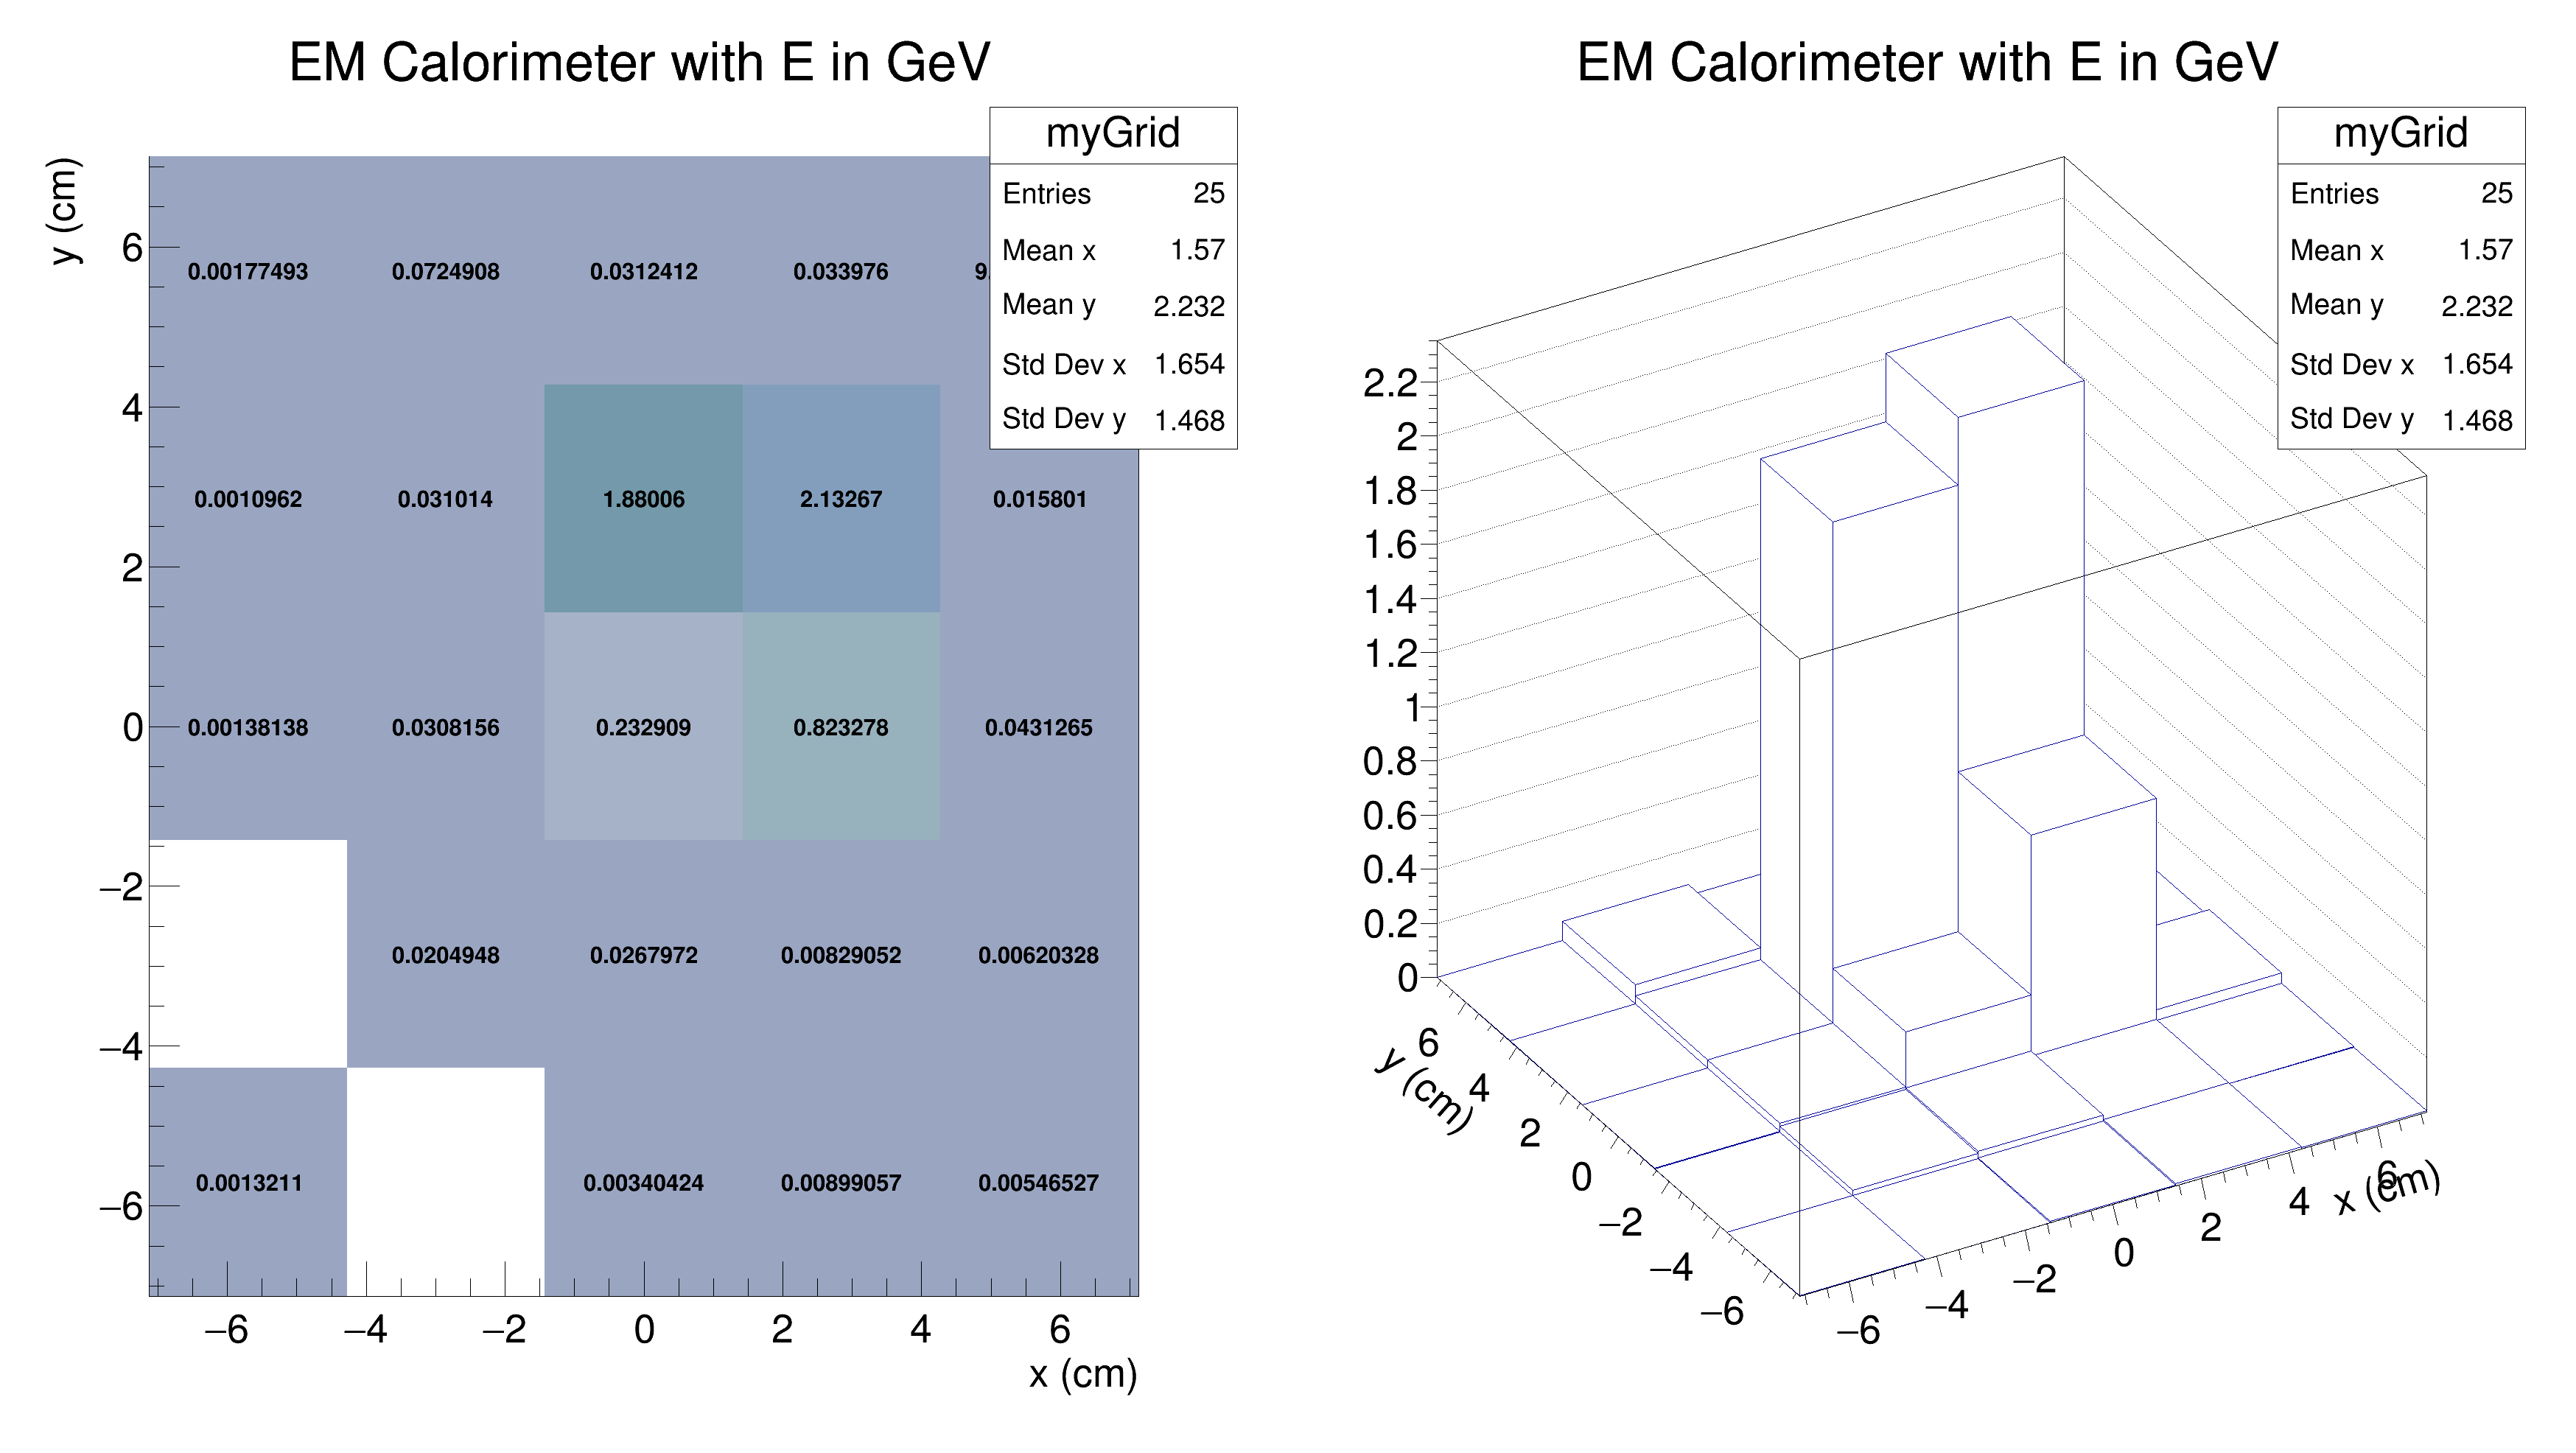 EM Calorimeter with E in GeV
myGrid
Entries 25
Mean x 1.57
Mean y 2.232
Std Dev x 1.654
Std Dev y 1.468
y (cm)
6
4
2
0
−2
−4
−6
0.00177493 0.0724908 0.0312412 0.033976 9.
0.0010962 0.031014 1.88006 2.13267 0.015801
0.00138138 0.0308156 0.232909 0.823278 0.0431265
0.0204948 0.0267972 0.00829052 0.00620328
0.0013211 0.00340424 0.00899057 0.00546527
−6 −4 −2 0 2 4 6
x (cm)
EM Calorimeter with E in GeV
myGrid
Entries 25
Mean x 1.57
Mean y 2.232
Std Dev x 1.654
Std Dev y 1.468
2.2
2
1.8
1.6
1.4
1.2
1
0.8
0.6
0.4
0.2
0
y (cm)
6
4
2
0
−2
−4
−6
−6 −4 −2 0 2 4 6
x (cm)